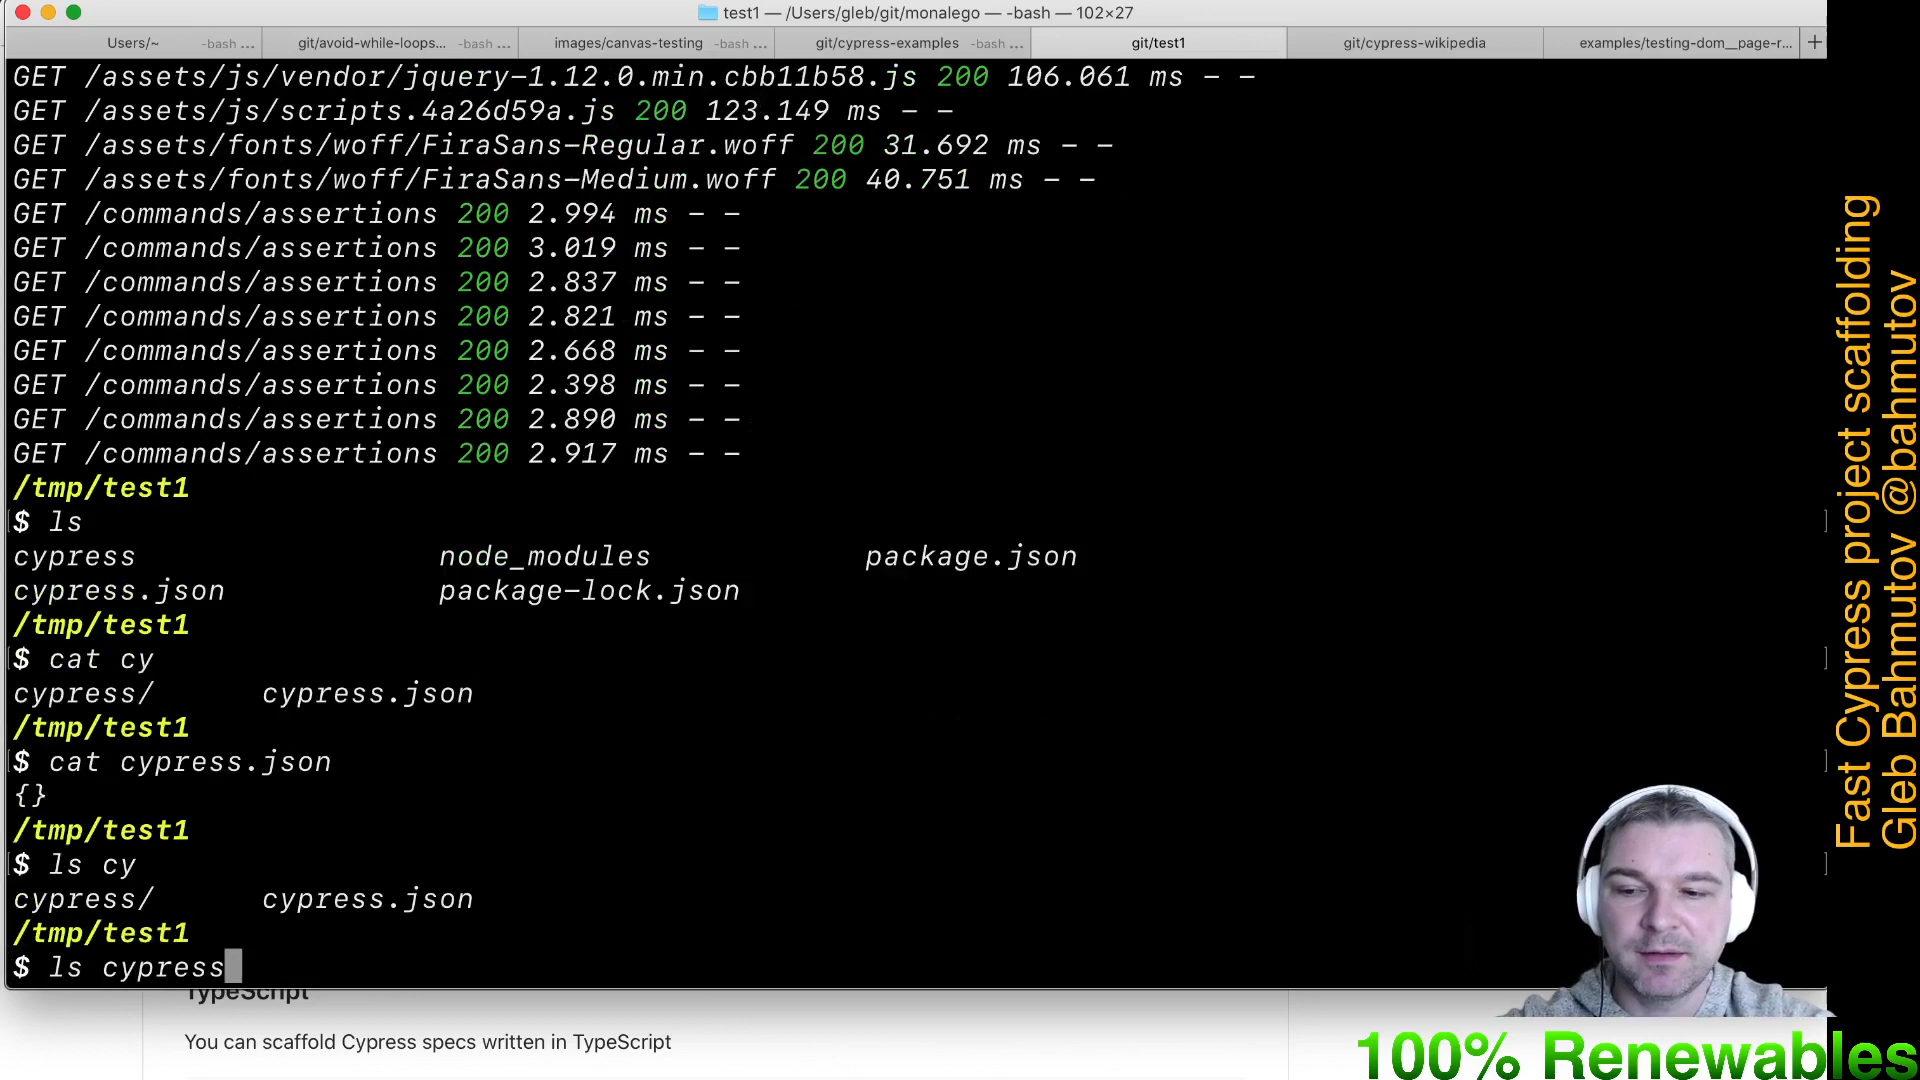 test1 — /Users/gleb/git/monalego — -bash — 102×27
Users/~ -bash ...
git/avoid-while-loops... -bash ...
images/canvas-testing -bash ...
git/cypress-examples -bash ...
git/test1
git/cypress-wikipedia
examples/testing-dom__page-r...
+
GET /assets/js/vendor/jquery-1.12.0.min.cbb11b58.js 200 106.061 ms - -
GET /assets/js/scripts.4a26d59a.js 200 123.149 ms - -
GET /assets/fonts/woff/FiraSans-Regular.woff 200 31.692 ms - -
GET /assets/fonts/woff/FiraSans-Medium.woff 200 40.751 ms - -
GET /commands/assertions 200 2.994 ms - -
GET /commands/assertions 200 3.019 ms - -
GET /commands/assertions 200 2.837 ms - -
GET /commands/assertions 200 2.821 ms - -
GET /commands/assertions 200 2.668 ms - -
GET /commands/assertions 200 2.398 ms - -
GET /commands/assertions 200 2.890 ms - -
GET /commands/assertions 200 2.917 ms - -
/tmp/test1
$ ls
cypress node_modules package.json
cypress.json package-lock.json
/tmp/test1
$ cat cy
cypress/ cypress.json
/tmp/test1
$ cat cypress.json
{}
/tmp/test1
$ ls cy
cypress/ cypress.json
/tmp/test1
$ ls cypress
TypeScript
You can scaffold Cypress specs written in TypeScript
Fast Cypress project scaffolding
Gleb Bahmutov @bahmutov
100% Renewables